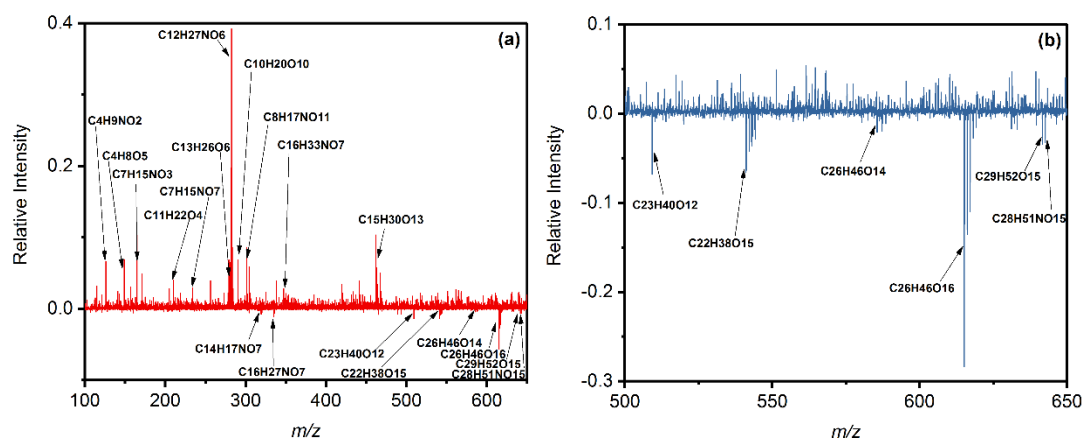 (a)
Relative Intensity
0.4
0.2
0.0
C12H27NO6
C10H20O10
C4H9NO2
C8H17NO11
C4H8O5
C13H26O6
C16H33NO7
C7H15NO3
C7H15NO7
C11H22O4
C15H30O13
C14H17NO7
C23H40O12
C26H46O14
C26H46O16
C16H27NO7
C22H38O15
C29H52O15
C28H51NO15
100 200 300 400 500 600
m/z
(b)
Relative Intensity
0.1
0.0
-0.1
-0.2
-0.3
C26H46O14
C23H40O12
C22H38O15
C29H52O15
C28H51NO15
C26H46O16
500 550 600 650
m/z